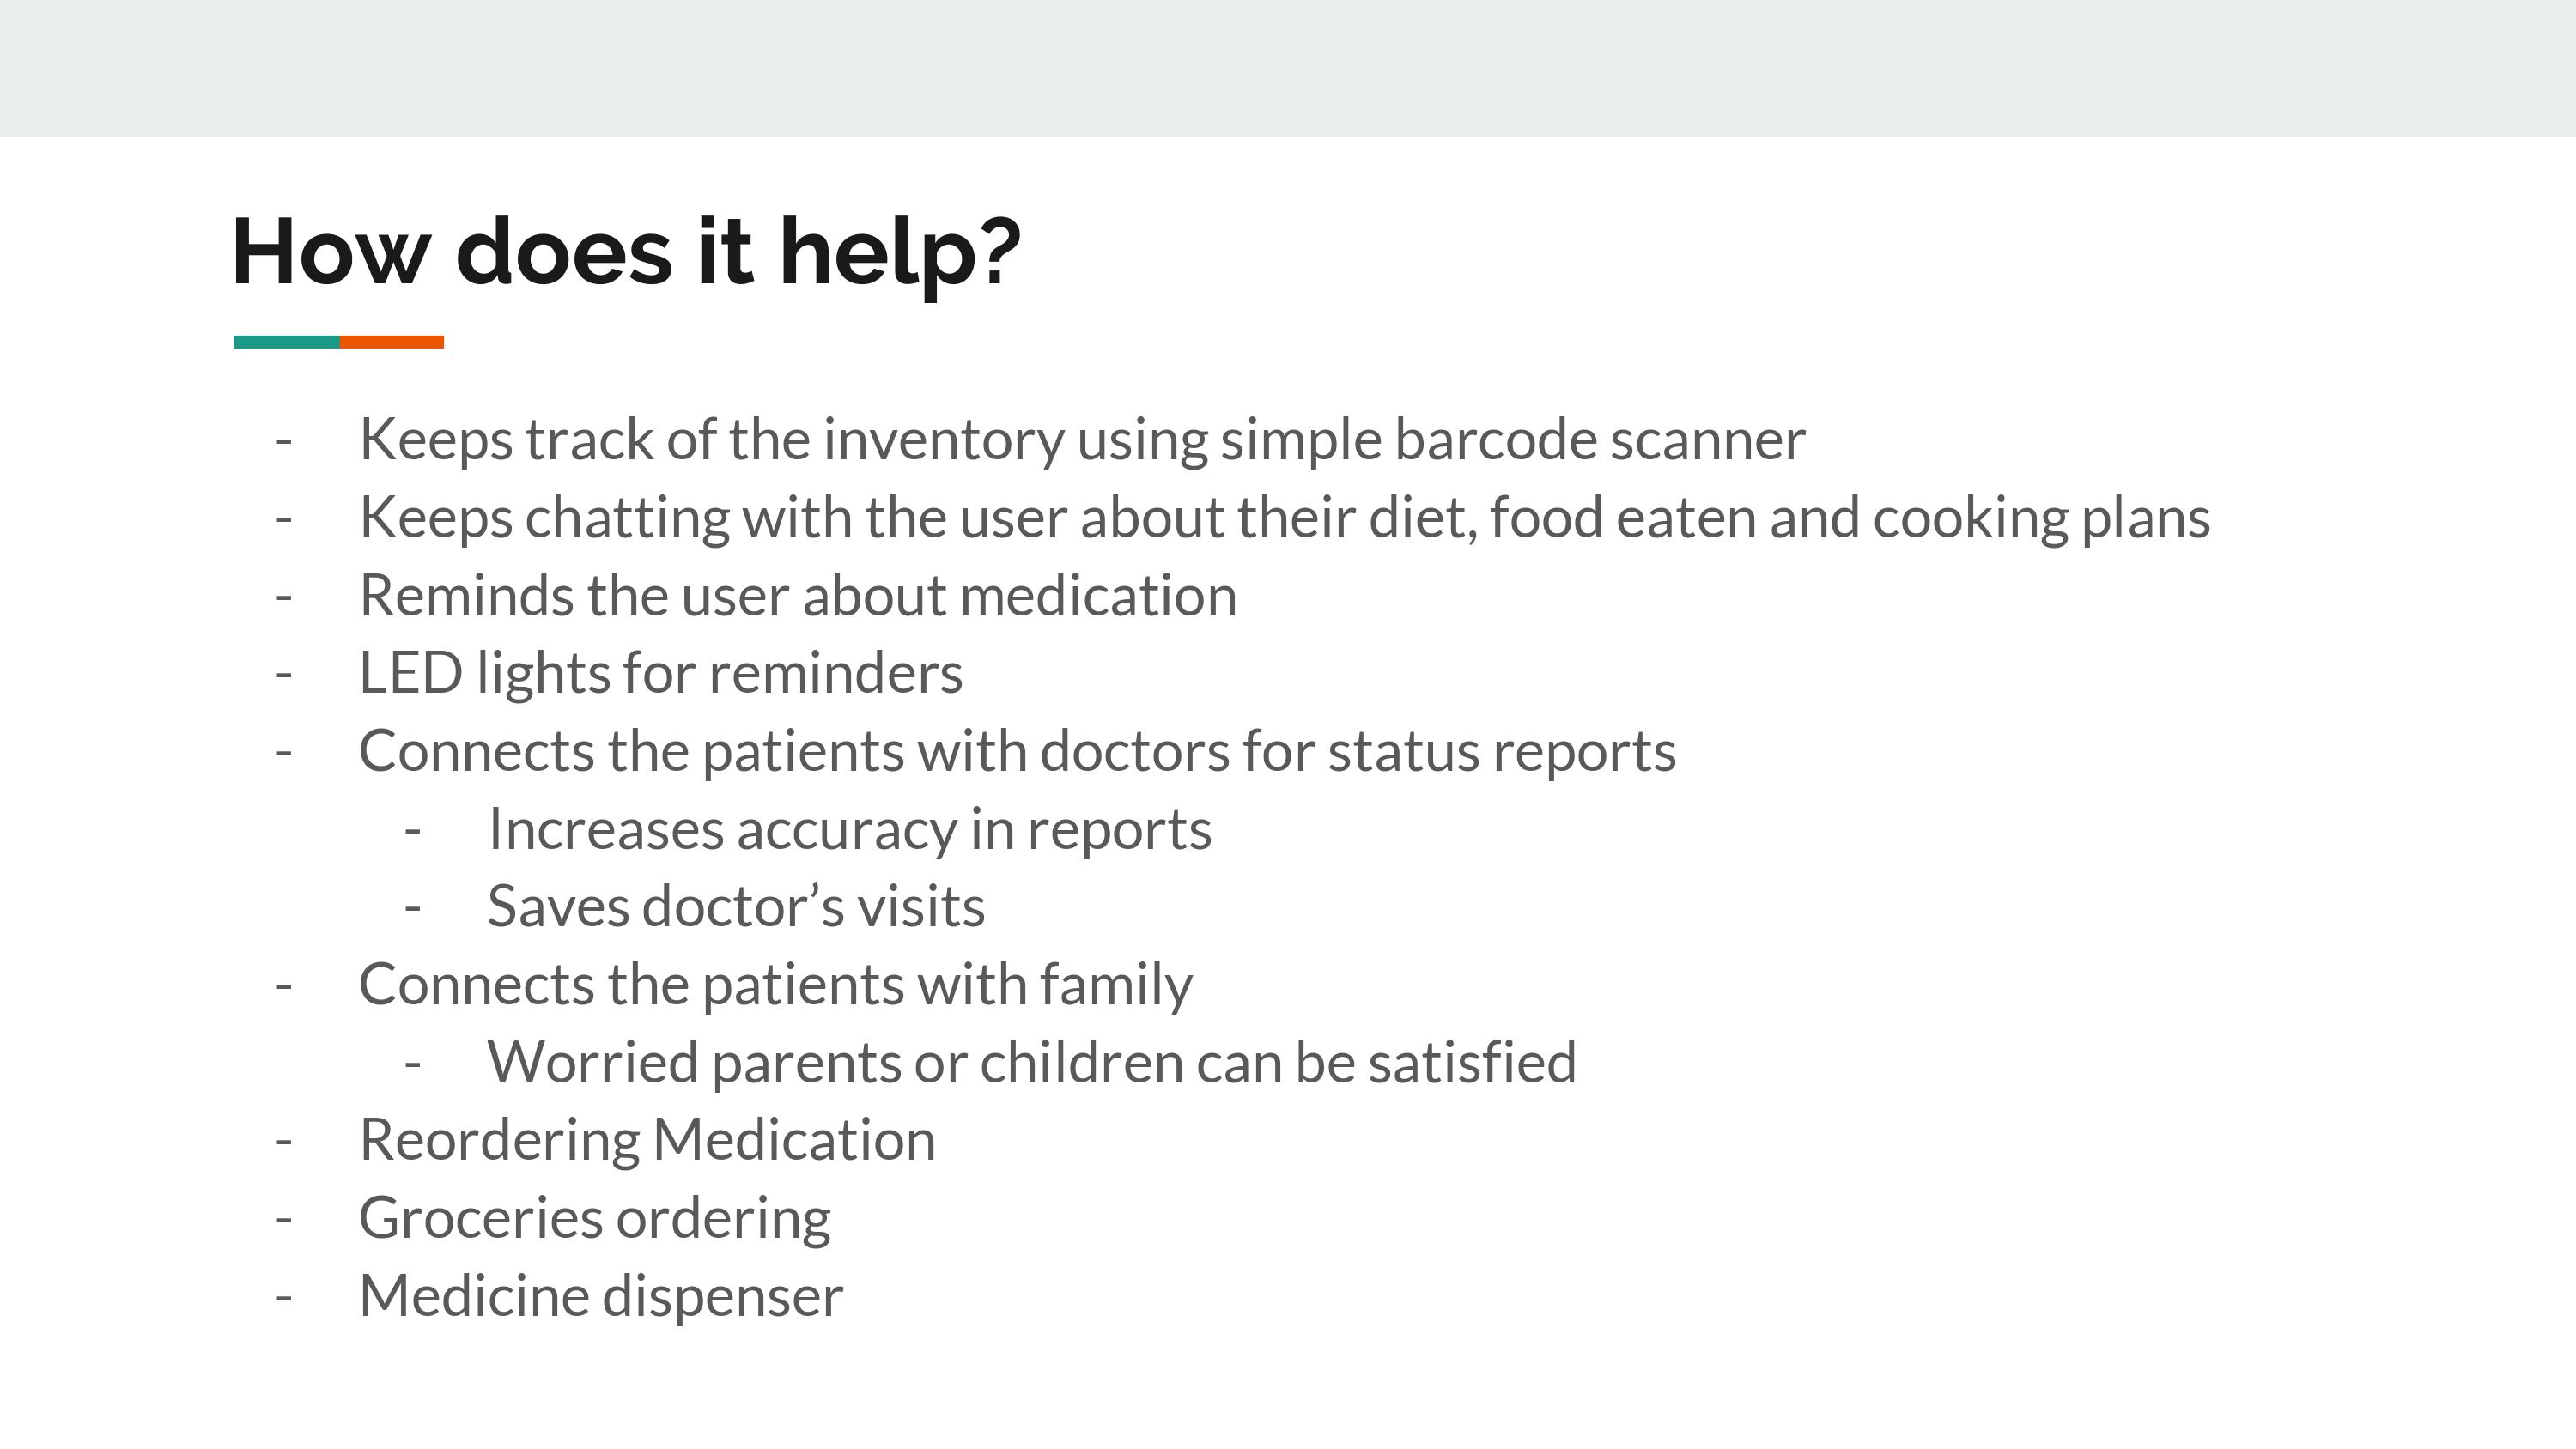 How does it help?
- Keeps track of the inventory using simple barcode scanner
- Keeps chatting with the user about their diet, food eaten and cooking plans
- Reminds the user about medication
- LED lights for reminders
- Connects the patients with doctors for status reports
- Increases accuracy in reports
- Saves doctor’s visits
- Connects the patients with family
- Worried parents or children can be satisfied
- Reordering Medication
- Groceries ordering
- Medicine dispenser